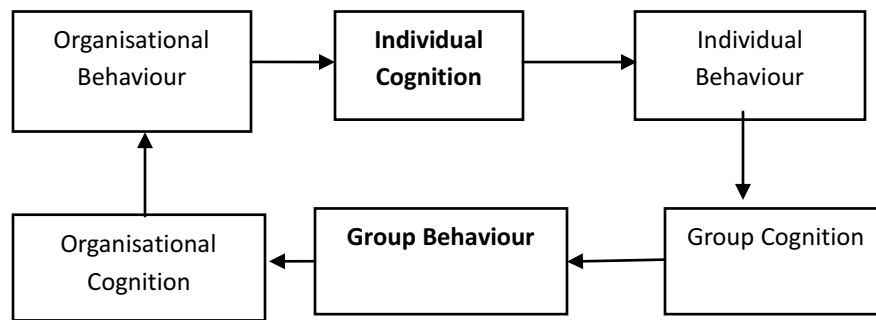 Organisational
Behaviour
Individual
Cognition
Individual
Behaviour
Organisational
Cognition
Group Behaviour
Group Cognition